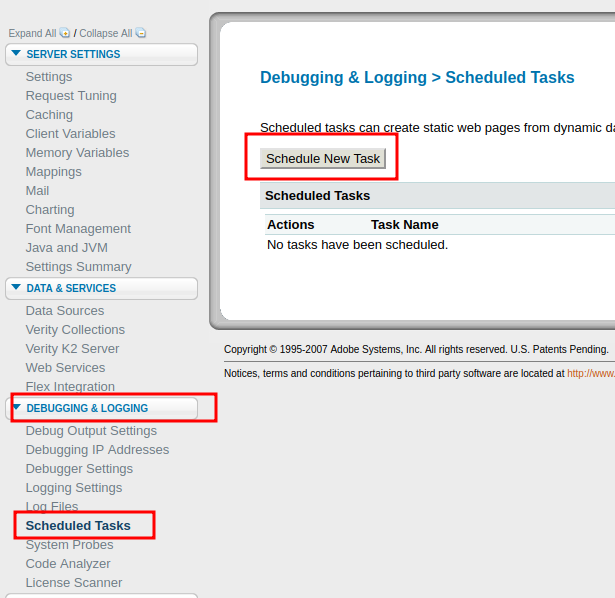 Expand All / Collapse All
SERVER SETTINGS
Settings
Request Tuning
Caching
Client Variables
Memory Variables
Mappings
Mail
Charting
Font Management
Java and JVM
Settings Summary
DATA & SERVICES
Data Sources
Verity Collections
Verity K2 Server
Web Services
Flex Integration
DEBUGGING & LOGGING
Debug Output Settings
Debugging IP Addresses
Debugger Settings
Logging Settings
Log Files
Scheduled Tasks
System Probes
Code Analyzer
License Scanner
Debugging & Logging > Scheduled Tasks
Scheduled tasks can create static web pages from dynamic da
Schedule New Task
Scheduled Tasks
Actions Task Name
No tasks have been scheduled.
Copyright © 1995-2007 Adobe Systems, Inc. All rights reserved. U.S. Patents Pending.
Notices, terms and conditions pertaining to third party software are located at http://www.